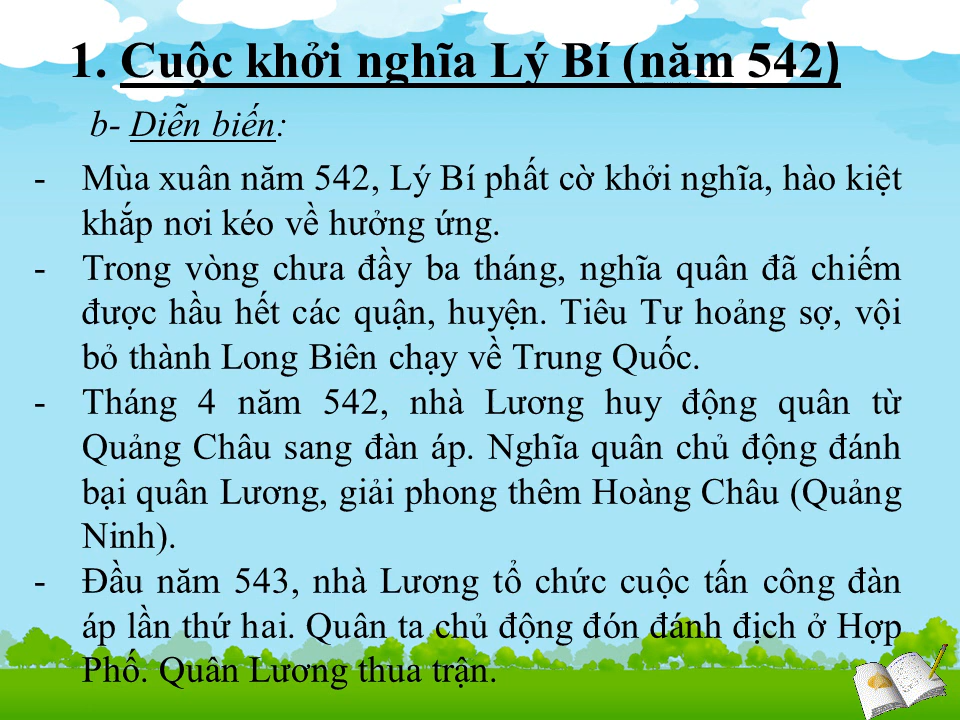 1. Cuộc khởi nghĩa Lý Bí (năm 542)
b- Diễn biến:
- Mùa xuân năm 542, Lý Bí phất cờ khởi nghĩa, hào kiệt
khắp nơi kéo về hưởng ứng.
- Trong vòng chưa đầy ba tháng, nghĩa quân đã chiếm
được hầu hết các quận, huyện. Tiêu Tư hoảng sợ, vội
bỏ thành Long Biên chạy về Trung Quốc.
- Tháng 4 năm 542, nhà Lương huy động quân từ
Quảng Châu sang đàn áp. Nghĩa quân chủ động đánh
bại quân Lương, giải phong thêm Hoàng Châu (Quảng
Ninh).
- Đầu năm 543, nhà Lương tổ chức cuộc tấn công đàn
áp lần thứ hai. Quân ta chủ động đón đánh địch ở Hợp
Phố. Quân Lương thua trận.